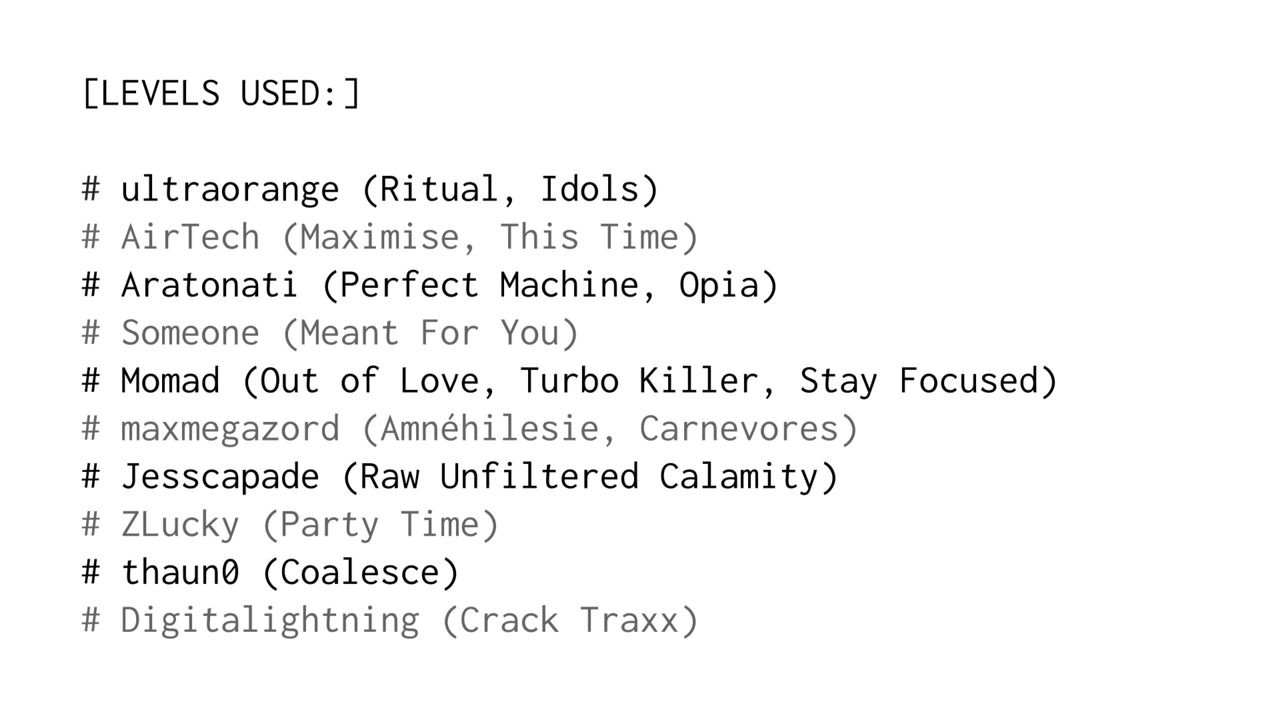 [LEVELS USED:]
# ultraorange (Ritual, Idols)
# AirTech (Maximise, This Time)
# Aratonati (Perfect Machine, Opia)
# Someone (Meant For You)
# Momad (Out of Love, Turbo Killer, Stay Focused)
# maxmegazord (Amnéhilesie, Carnevores)
# Jesscapade (Raw Unfiltered Calamity)
# ZLucky (Party Time)
# thaun0 (Coalesce)
# Digitalightning (Crack Traxx)